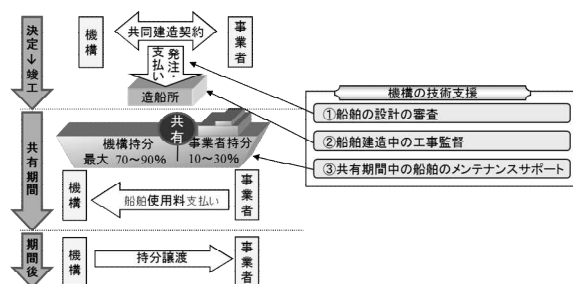 決定↓竣工
機構
共同建造契約
事業者
発注・支払い
造船所
機構の技術支援
①船舶の設計の審査
②船舶建造中の工事監督
③共有期間中の船舶のメンテナンスサポート
共有期間
共有
機構持分
最大 70～90%
事業者持分
10～30%
機構
船舶使用料支払い
事業者
期間後
機構
持分譲渡
事業者